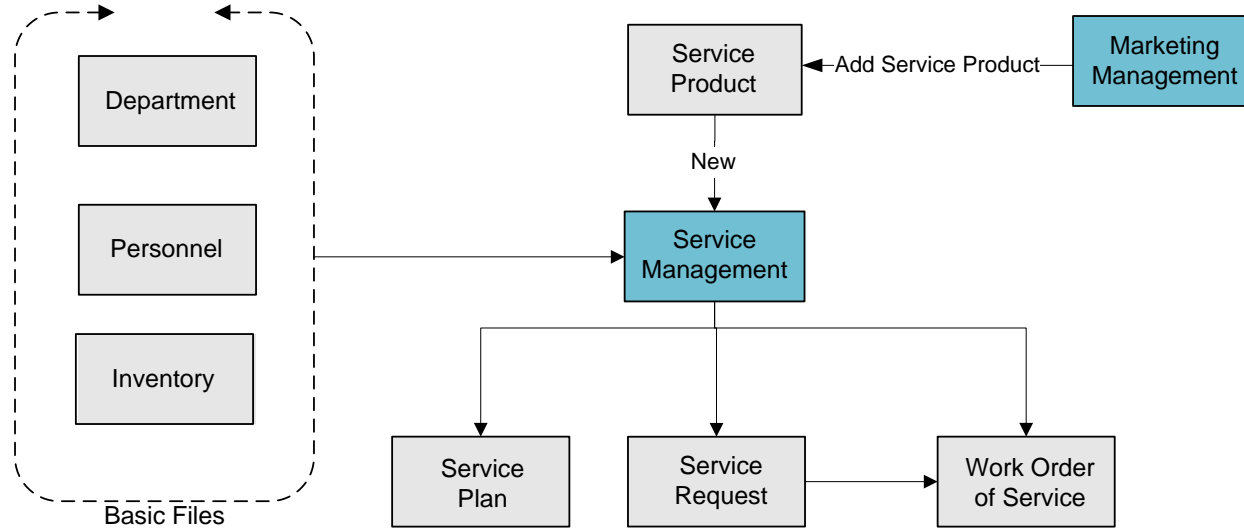 Department
Personnel
Inventory
Basic Files
Service
Product
Add Service Product
Marketing
Management
New
Service
Management
Service
Plan
Service
Request
Work Order
of Service